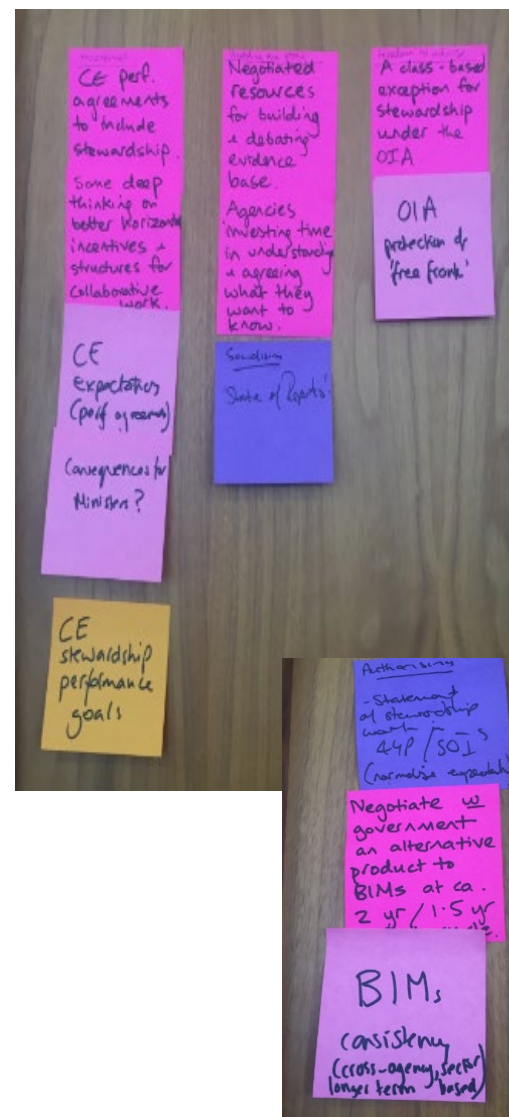 CE perf.
agreements
to include
stewardship.
Some deep
thinking on
better horizontal
incentives &
structures for
collaborative
work.
CE
expectations
(perf agreements)
Consequences for
Ministers?
CE
stewardship
performance
goals
Negotiated
resources
for building
& debating
evidence
base.
Agencies
investing time
in understanding
& agreeing
what they
want to
know.
A class-based
exception for
stewardship
under the
OIA
OIA
protection of
'free frank'
Authorising
- Statement
of stewardship
work
4YP / SOIs
Negotiate w
government
an alternative
product to
BIMs at ca.
2 yr / 1.5 yr
BIMs
consistency
(cross-agency, sector
longer term based)